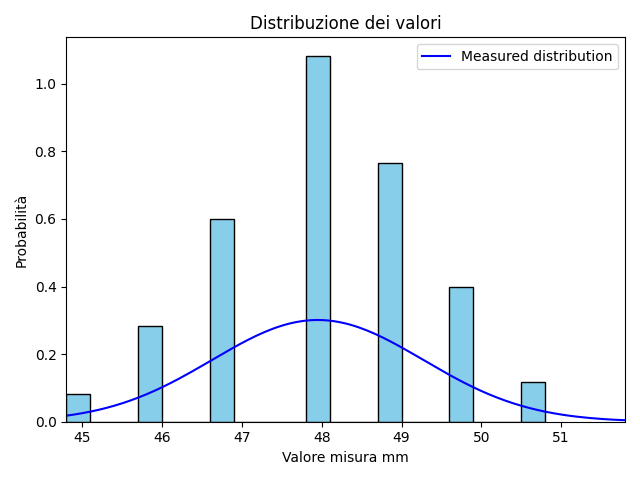 Distribuzione dei valori
Measured distribution
Probabilità
1.0
0.8
0.6
0.4
0.2
0.0
45 46 47 48 49 50 51
Valore misura mm